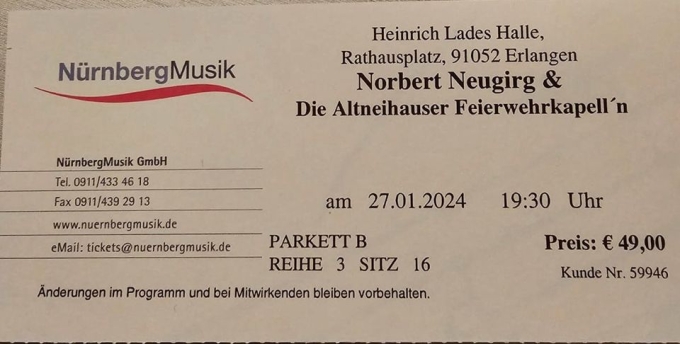 NürnbergMusik
Heinrich Lades Halle,
Rathausplatz, 91052 Erlangen
Norbert Neugirg &
Die Altneihauser Feierwehrkapell´n
NürnbergMusik GmbH
Tel. 0911/433 46 18
Fax 0911/439 29 13
www.nuernbergmusik.de
eMail: tickets@nuernbergmusik.de
am 27.01.2024 19:30 Uhr
PARKETT B
REIHE 3 SITZ 16
Preis: € 49,00
Kunde Nr. 59946
Änderungen im Programm und bei Mitwirkenden bleiben vorbehalten.